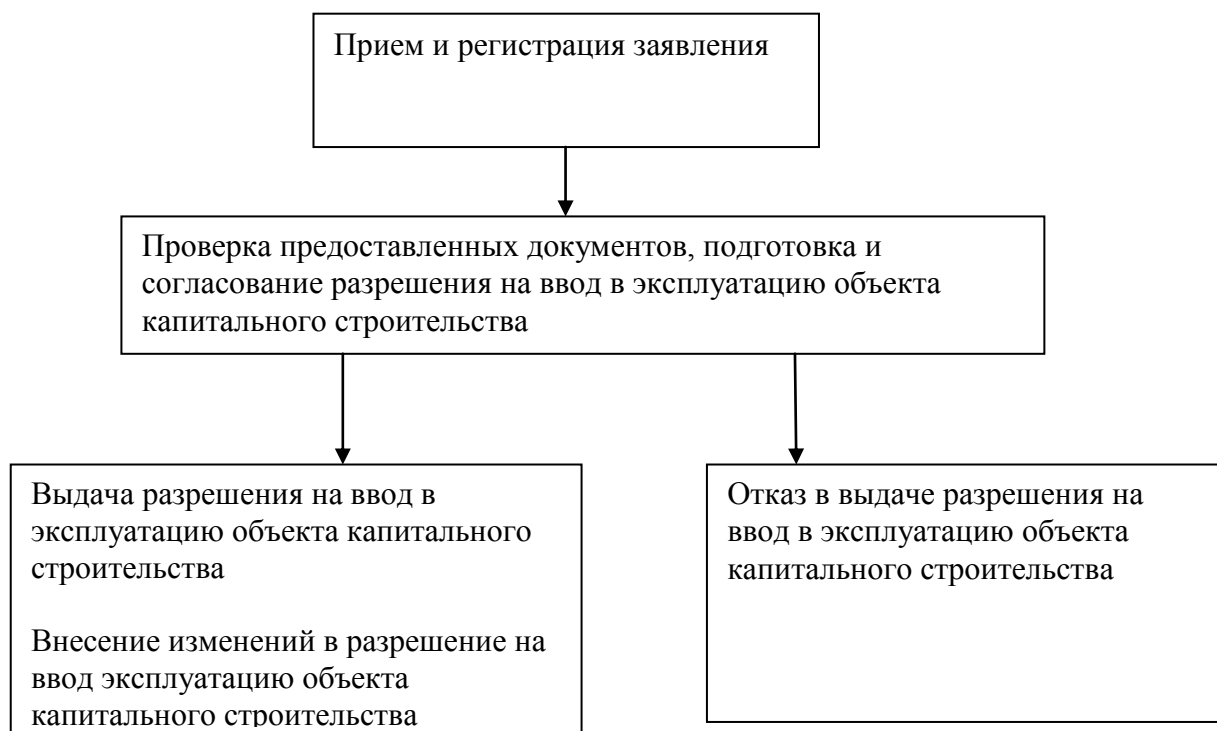 Прием и регистрация заявления
Проверка предоставленных документов, подготовка и
согласование разрешения на ввод в эксплуатацию объекта
капитального строительства
Выдача разрешения на ввод в
эксплуатацию объекта капитального
строительства
Внесение изменений в разрешение на
ввод эксплуатацию объекта
капитального строительства
Отказ в выдаче разрешения на
ввод в эксплуатацию объекта
капитального строительства